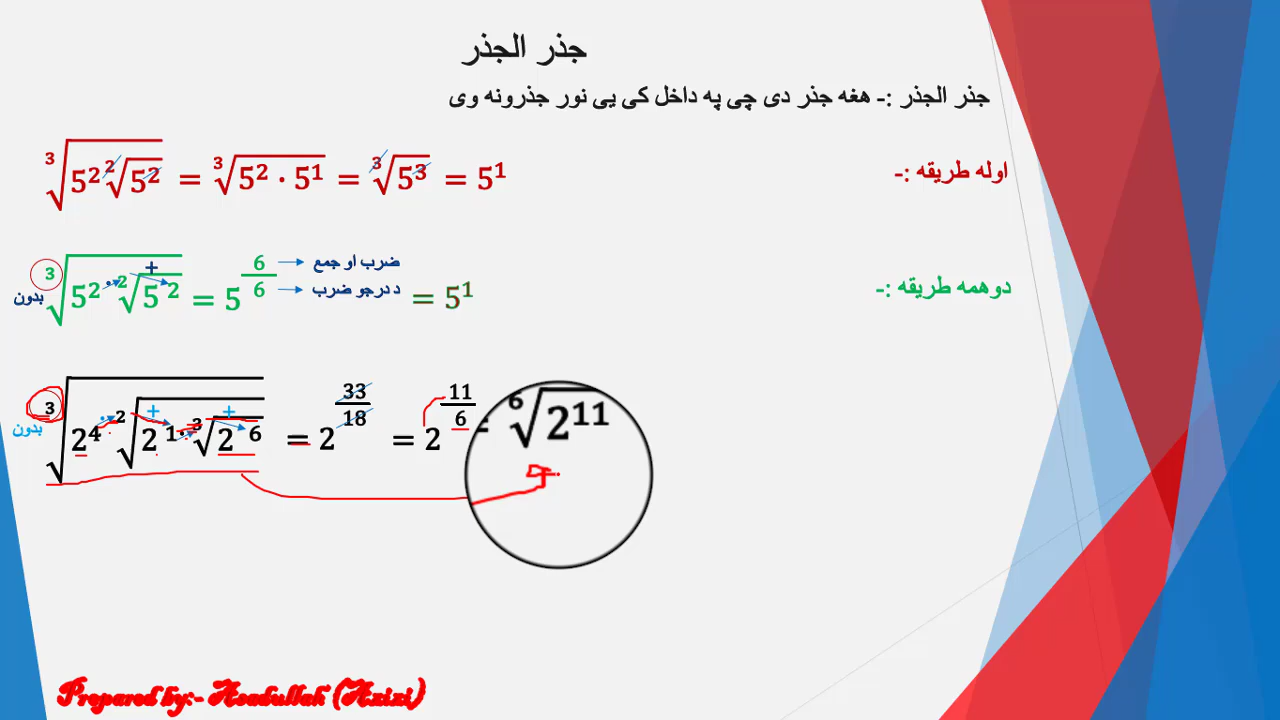 جذر الجذر
جذر الجذر :- هغه جذر دی چی په داخل کی یی نور جذرونه وی
اوله طریقه :-
∛(5² ²√(5²)) = ∛(5² · 5¹) = ∛(5³) = 5¹
دوهمه طریقه :-
بدون ∛(5² · ²√(5²)) + = 5^(6/6) = 5¹
ضرب او جمع
د درجو ضرب
بدون ∛(2⁴ · ²√(2¹ · ∛(2⁶))) + + = 2^(33/18) = 2^(11/6) = ⁶√(2¹¹)
Prepared by:- Asadullah (Azizi)